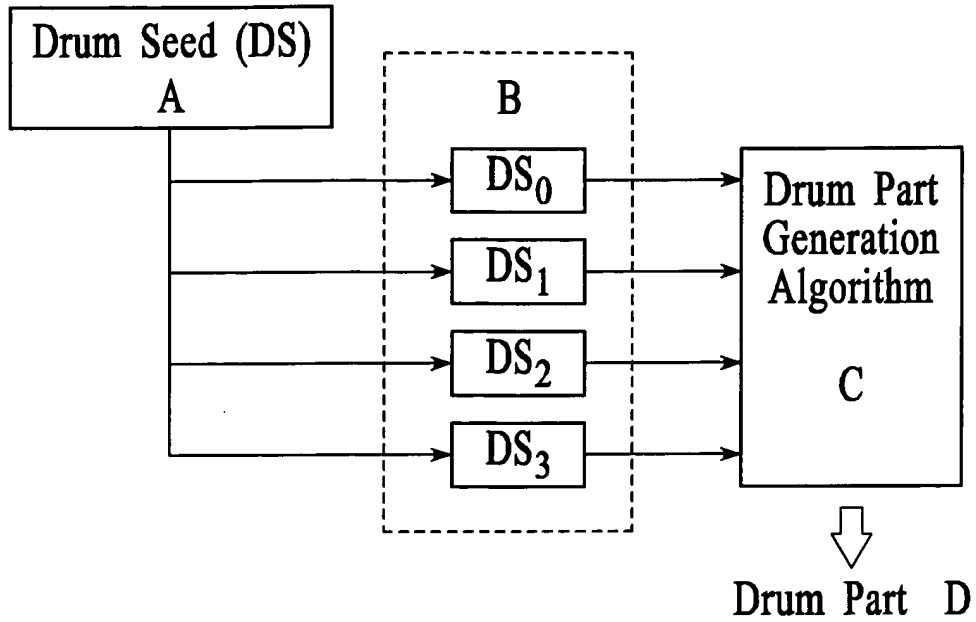 Drum Seed (DS)
A
B
DS0
DS1
DS2
DS3
Drum Part
Generation
Algorithm
C
Drum Part D